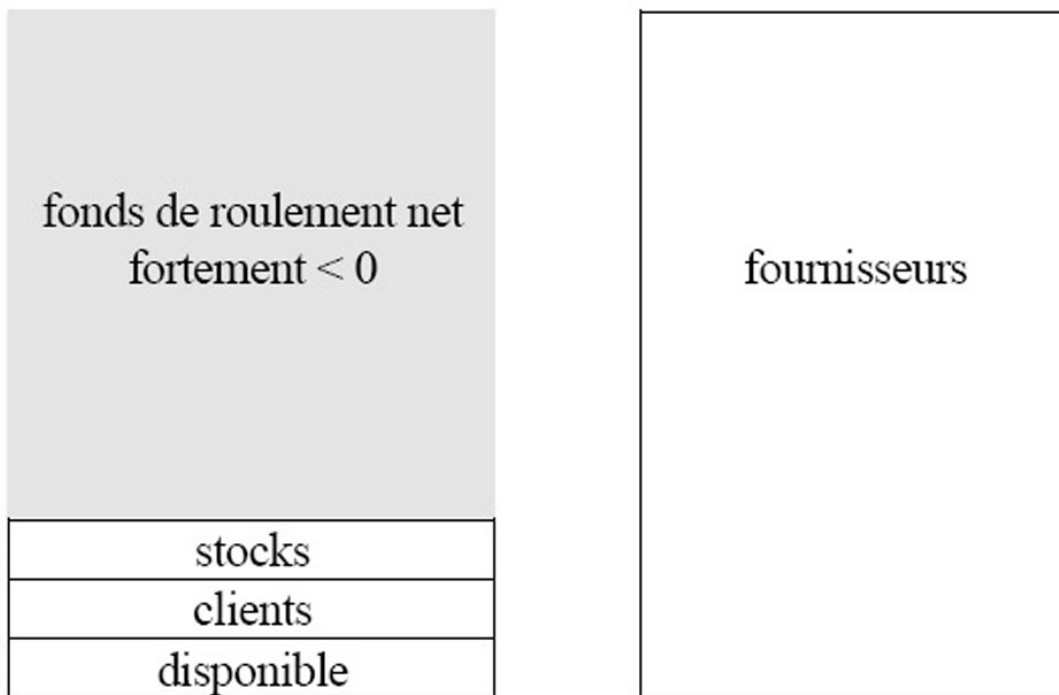 fonds de roulement net
fortement < 0
fournisseurs
stocks
clients
disponible